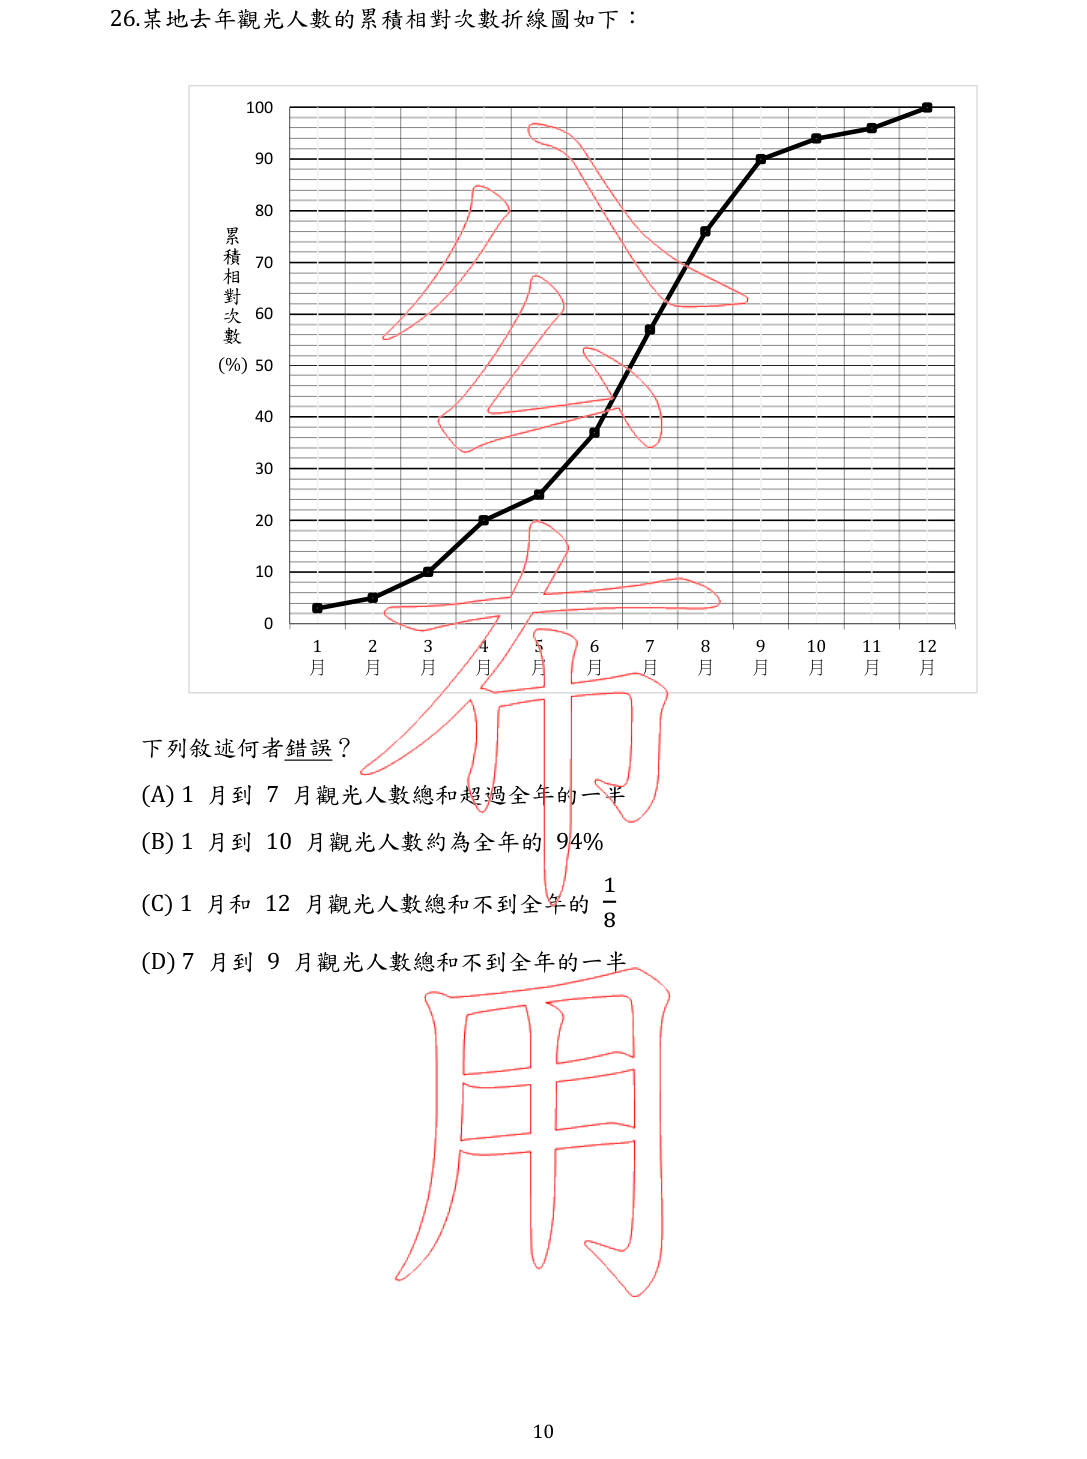 26.某地去年觀光人數的累積相對次數折線圖如下：
100
90
80
70
60
50
40
30
20
10
0
累積相對次數(%)
1月 2月 3月 4月 5月 6月 7月 8月 9月 10月 11月 12月
下列敘述何者錯誤？
(A) 1 月到 7 月觀光人數總和超過全年的一半
(B) 1 月到 10 月觀光人數約為全年的 94%
(C) 1 月和 12 月觀光人數總和不到全年的 1/8
(D) 7 月到 9 月觀光人數總和不到全年的一半
公布用
10